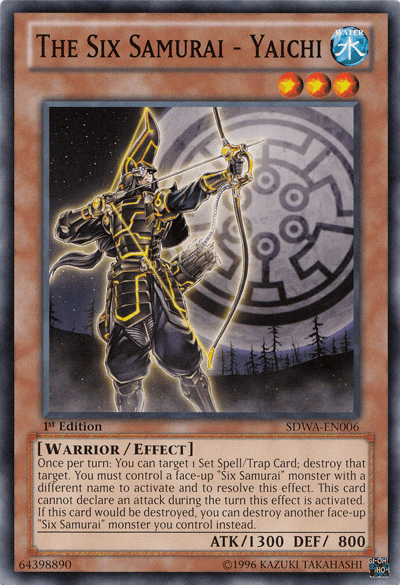 The Six Samurai - Yaichi
WATER
水
1st Edition
SDWA-EN006
[Warrior / Effect]
Once per turn: You can target 1 Set Spell/Trap Card; destroy that
target. You must control a face-up "Six Samurai" monster with a
different name to activate and to resolve this effect. This card
cannot declare an attack during the turn this effect is activated.
If this card would be destroyed, you can destroy another face-up
"Six Samurai" monster you control instead.
ATK/1300 DEF/ 800
64398890
©1996 KAZUKI TAKAHASHI